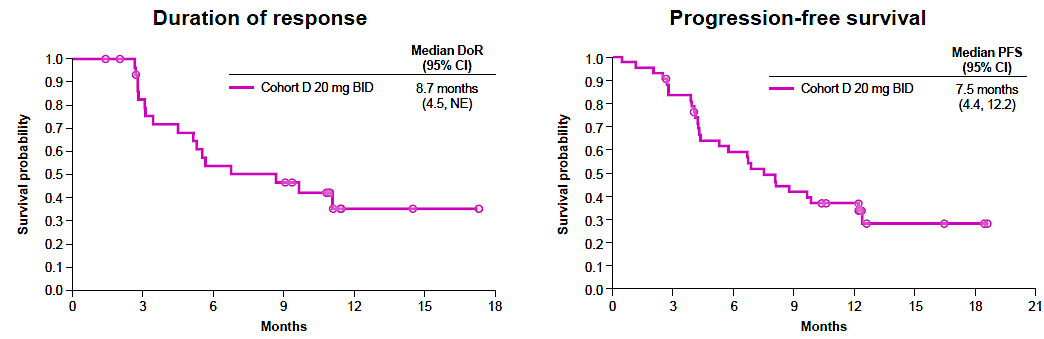 Duration of response
Median DoR
(95% CI)
Cohort D 20 mg BID
8.7 months
(4.5, NE)
Survival probability
1.0
0.9
0.8
0.7
0.6
0.5
0.4
0.3
0.2
0.1
0.0
0 3 6 9 12 15 18
Months
Progression-free survival
Median PFS
(95% CI)
Cohort D 20 mg BID
7.5 months
(4.4, 12.2)
Survival probability
1.0
0.9
0.8
0.7
0.6
0.5
0.4
0.3
0.2
0.1
0.0
0 3 6 9 12 15 18 21
Months